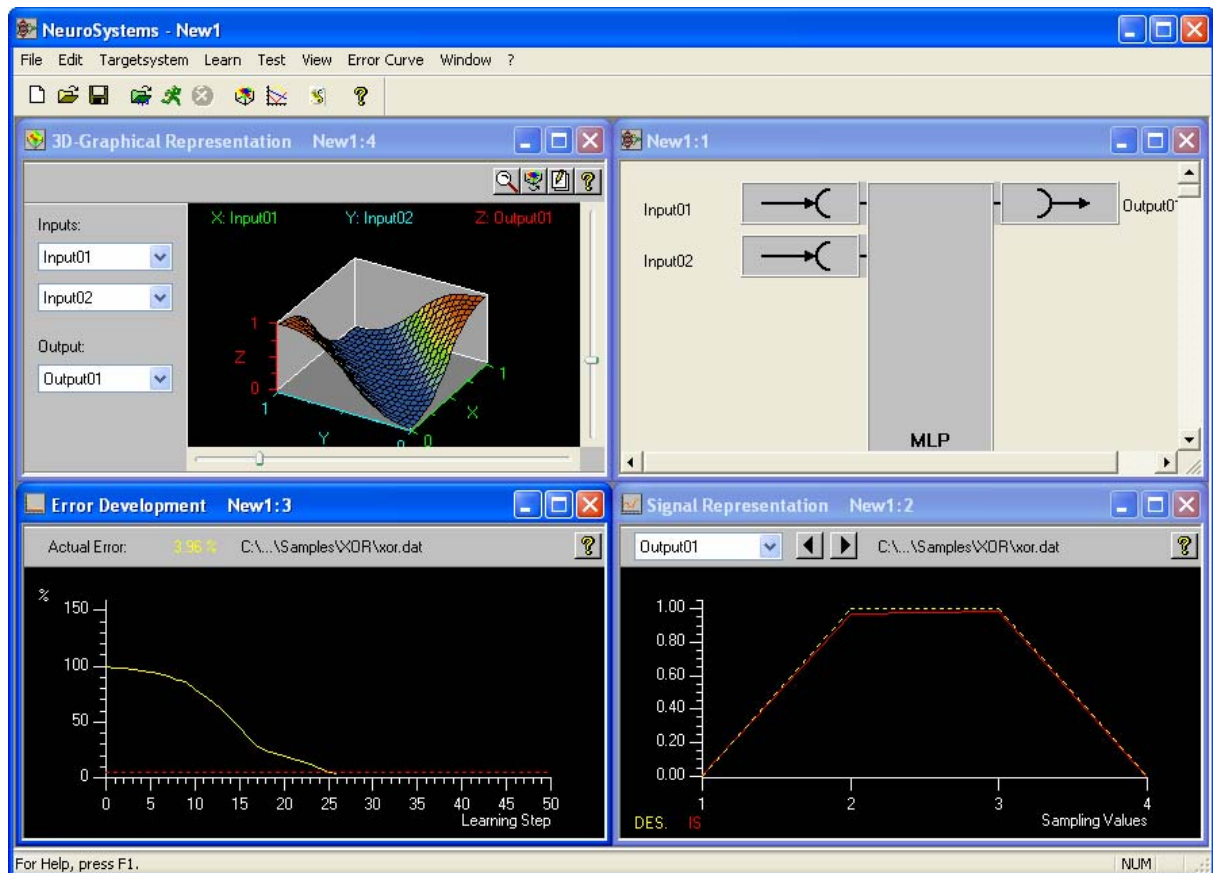 NeuroSystems - New1
File Edit Targetsystem Learn Test View Error Curve Window ?
3D-Graphical Representation New1:4
Inputs:
Input01
Input02
Output:
Output01
X: Input01 Y: Input02 Z: Output01
1
Z
0
1
Y
0
0
X
1
New1:1
Input01
Input02
Output0
MLP
Error Development New1:3
Actual Error: 3.96 % C:\...\Samples\XOR\xor.dat
%
150
100
50
0
0 5 10 15 20 25 30 35 40 45 50
Learning Step
Signal Representation New1:2
Output01 C:\...\Samples\XOR\xor.dat
1.00
0.80
0.60
0.40
0.20
0.00
1 2 3 4
DES. IS Sampling Values
For Help, press F1. NUM